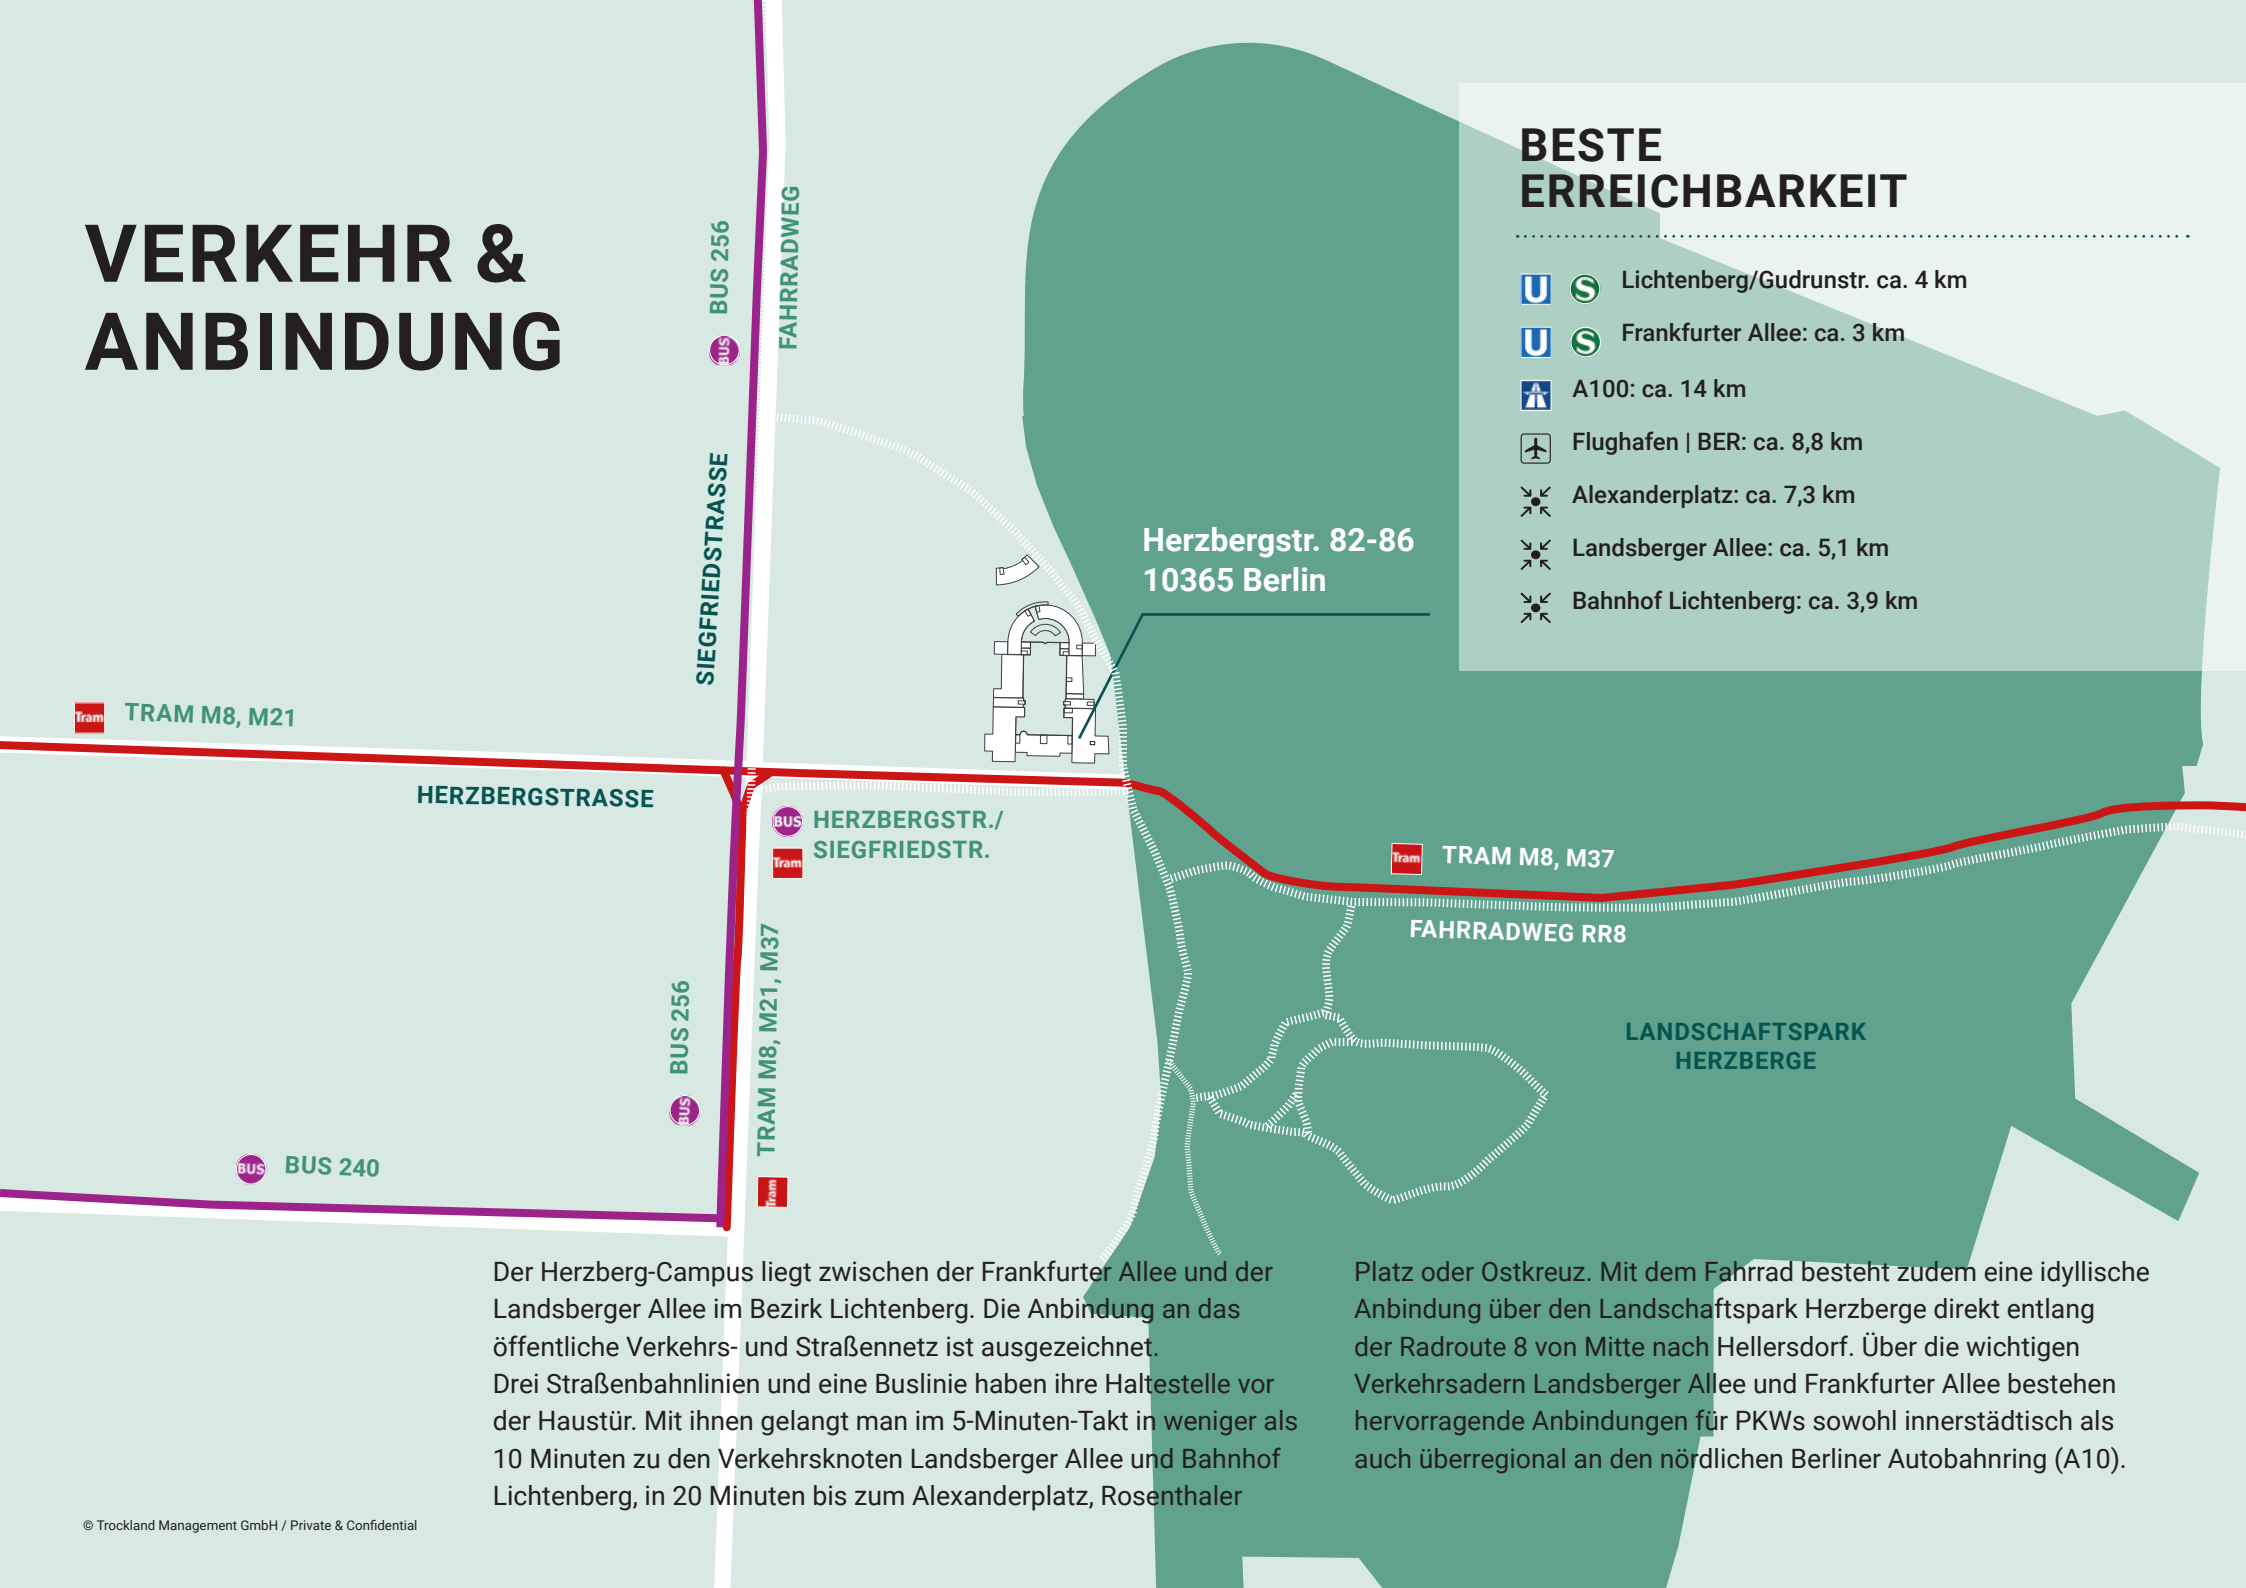 VERKEHR &
ANBINDUNG
BUS 256
BUS
FAHRRADWEG
SIEGFRIEDSTRASSE
Tram
TRAM M8, M21
HERZBERGSTRASSE
Herzbergstr. 82-86
10365 Berlin
BUS
HERZBERGSTR./
SIEGFRIEDSTR.
Tram
BUS 256
BUS
TRAM M8, M21, M37
Tram
BUS
BUS 240
Tram
TRAM M8, M37
FAHRRADWEG RR8
LANDSCHAFTSPARK
HERZBERGE
BESTE
ERREICHBARKEIT
U S Lichtenberg/Gudrunstr. ca. 4 km
U S Frankfurter Allee: ca. 3 km
A100: ca. 14 km
Flughafen | BER: ca. 8,8 km
Alexanderplatz: ca. 7,3 km
Landsberger Allee: ca. 5,1 km
Bahnhof Lichtenberg: ca. 3,9 km
Der Herzberg-Campus liegt zwischen der Frankfurter Allee und der
Landsberger Allee im Bezirk Lichtenberg. Die Anbindung an das
öffentliche Verkehrs- und Straßennetz ist ausgezeichnet.
Drei Straßenbahnlinien und eine Buslinie haben ihre Haltestelle vor
der Haustür. Mit ihnen gelangt man im 5-Minuten-Takt in weniger als
10 Minuten zu den Verkehrsknoten Landsberger Allee und Bahnhof
Lichtenberg, in 20 Minuten bis zum Alexanderplatz, Rosenthaler
Platz oder Ostkreuz. Mit dem Fahrrad besteht zudem eine idyllische
Anbindung über den Landschaftspark Herzberge direkt entlang
der Radroute 8 von Mitte nach Hellersdorf. Über die wichtigen
Verkehrsadern Landsberger Allee und Frankfurter Allee bestehen
hervorragende Anbindungen für PKWs sowohl innerstädtisch als
auch überregional an den nördlichen Berliner Autobahnring (A10).
© Trockland Management GmbH / Private & Confidential